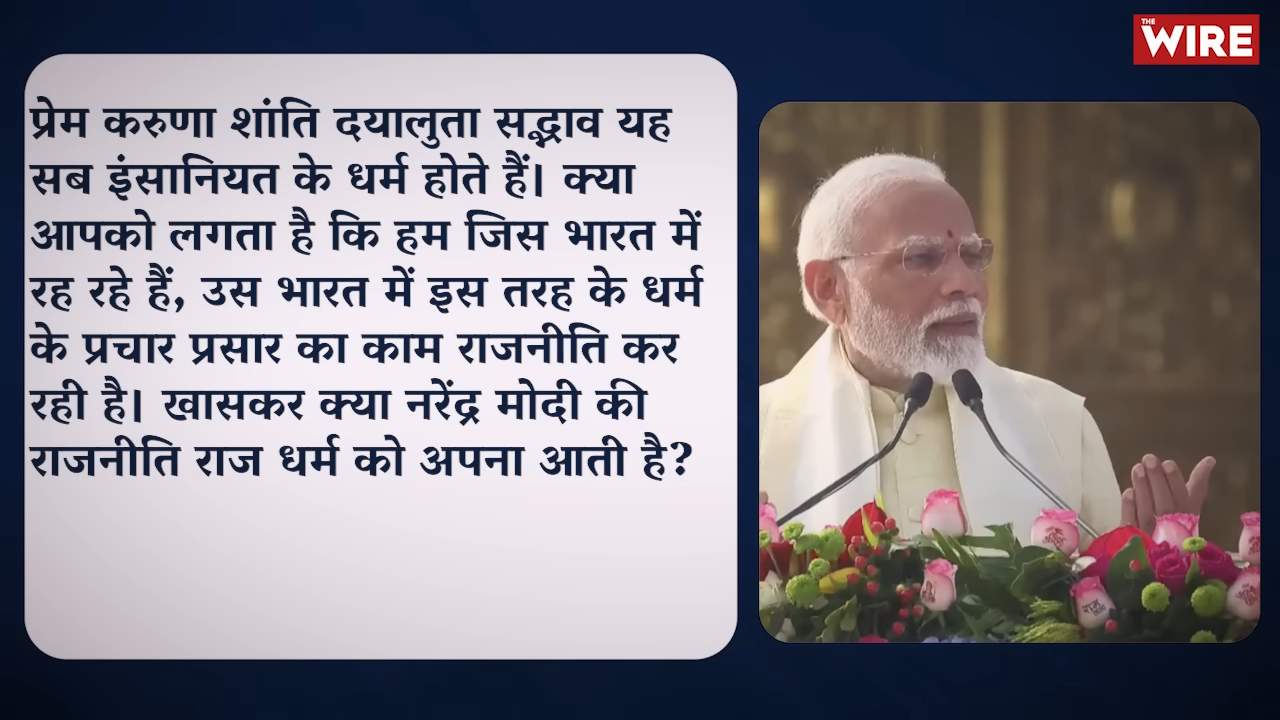 प्रेम करुणा शांति दयालुता सद्भाव यह
सब इंसानियत के धर्म होते हैं। क्या
आपको लगता है कि हम जिस भारत में
रह रहे हैं, उस भारत में इस तरह के धर्म
के प्रचार प्रसार का काम राजनीति कर
रही है। खासकर क्या नरेंद्र मोदी की
राजनीति राज धर्म को अपना आती है?
THE
WIRE